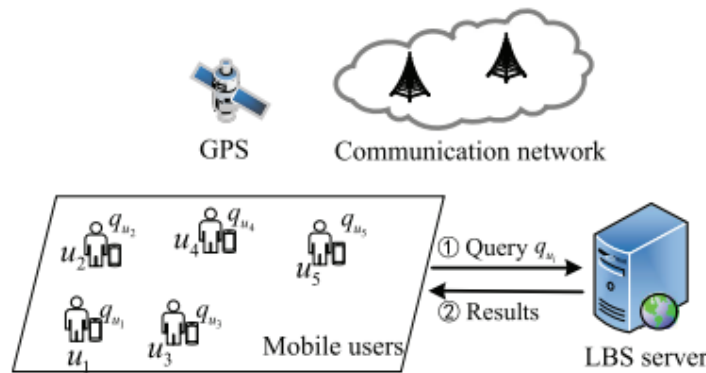 GPS
Communication network
q_{u_2}
q_{u_4}
q_{u_5}
u_2
u_4
u_5
① Query q_{u_i}
q_{u_1}
q_{u_3}
② Results
u_1
u_3
Mobile users
LBS server